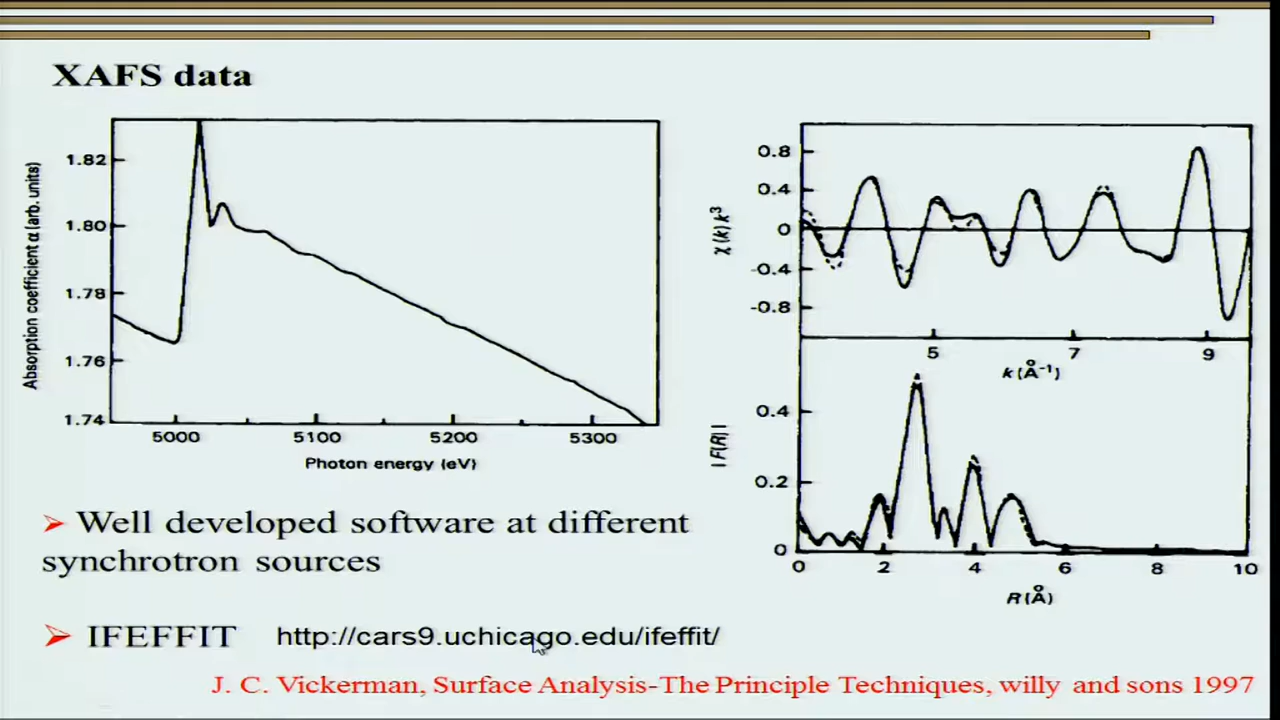 XAFS data
Absorption coefficient α (arb. units)
1.82
1.80
1.78
1.76
1.74
5000 5100 5200 5300
Photon energy (eV)
χ(k) k³
0.8
0.4
0
-0.4
-0.8
5 7 9
k (Å⁻¹)
|F(R)|
0.4
0.2
0
0 2 4 6 8 10
R (Å)
➢ Well developed software at different
synchrotron sources
➢ IFEFFIT http://cars9.uchicago.edu/ifeffit/
J. C. Vickerman, Surface Analysis-The Principle Techniques, willy and sons 1997